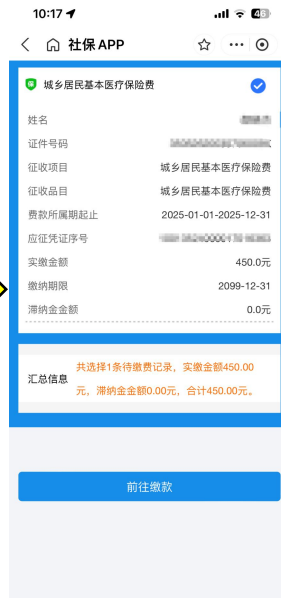 10:17
46
社保 APP
保 城乡居民基本医疗保险费
姓名
证件号码
征收项目 城乡居民基本医疗保险费
征收品目 城乡居民基本医疗保险费
费款所属期起止 2025-01-01-2025-12-31
应征凭证序号
实缴金额 450.0元
缴纳期限 2099-12-31
滞纳金金额 0.0元
汇总信息
共选择1条待缴费记录，实缴金额450.00
元，滞纳金金额0.00元，合计450.00元。
前往缴款